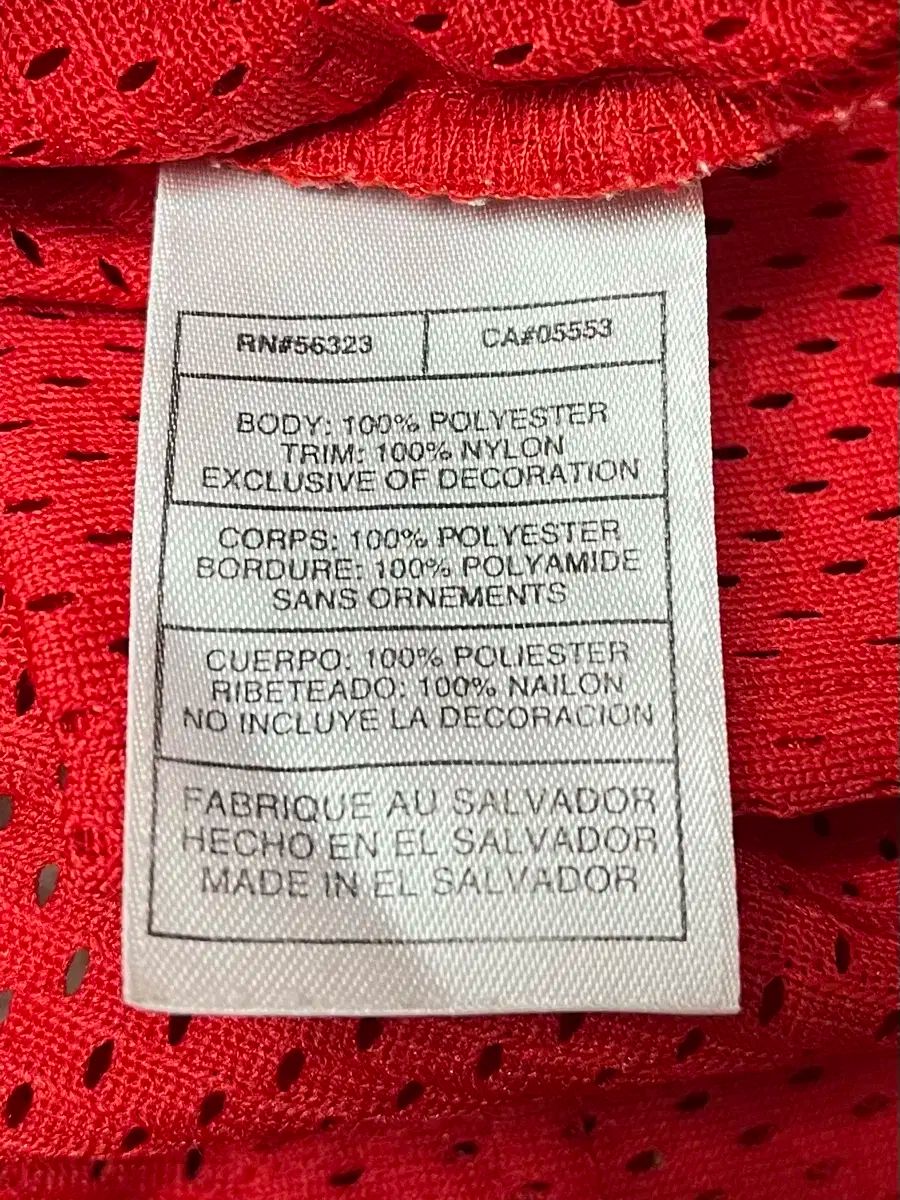 RN#56323 CA#05553
BODY: 100% POLYESTER
TRIM: 100% NYLON
EXCLUSIVE OF DECORATION
CORPS: 100% POLYESTER
BORDURE: 100% POLYAMIDE
SANS ORNEMENTS
CUERPO: 100% POLIESTER
RIBETEADO: 100% NAILON
NO INCLUYE LA DECORACION
FABRIQUE AU SALVADOR
HECHO EN EL SALVADOR
MADE IN EL SALVADOR